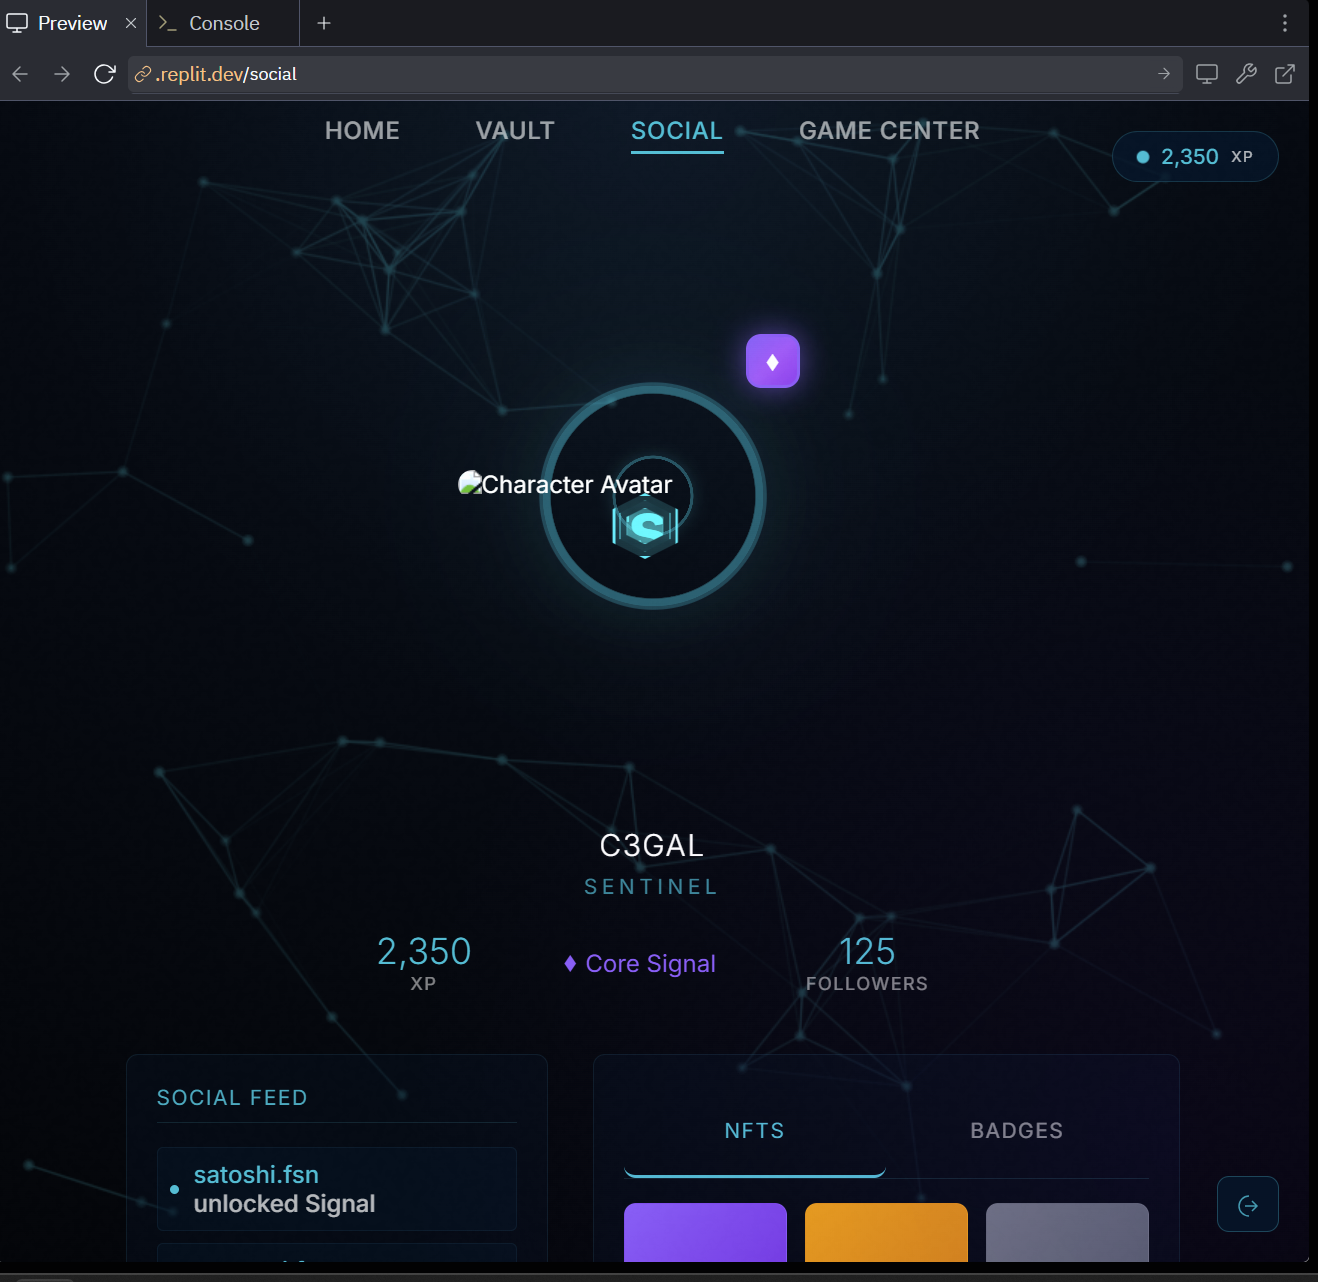 Preview
Console
.replit.dev/social
HOME
VAULT
SOCIAL
GAME CENTER
2,350 XP
Character Avatar
S
C3GAL
SENTINEL
2,350
XP
Core Signal
125
FOLLOWERS
SOCIAL FEED
satoshi.fsn
unlocked Signal
NFTS
BADGES